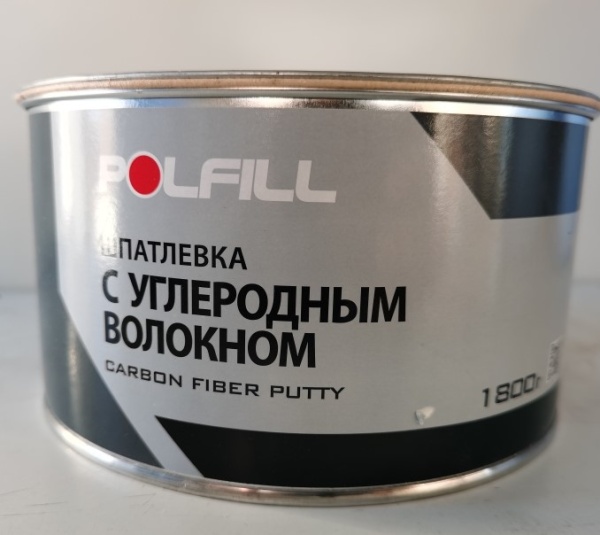 POLFILL
ШПАТЛЕВКА
С УГЛЕРОДНЫМ
ВОЛОКНОМ
CARBON FIBER PUTTY
1800г